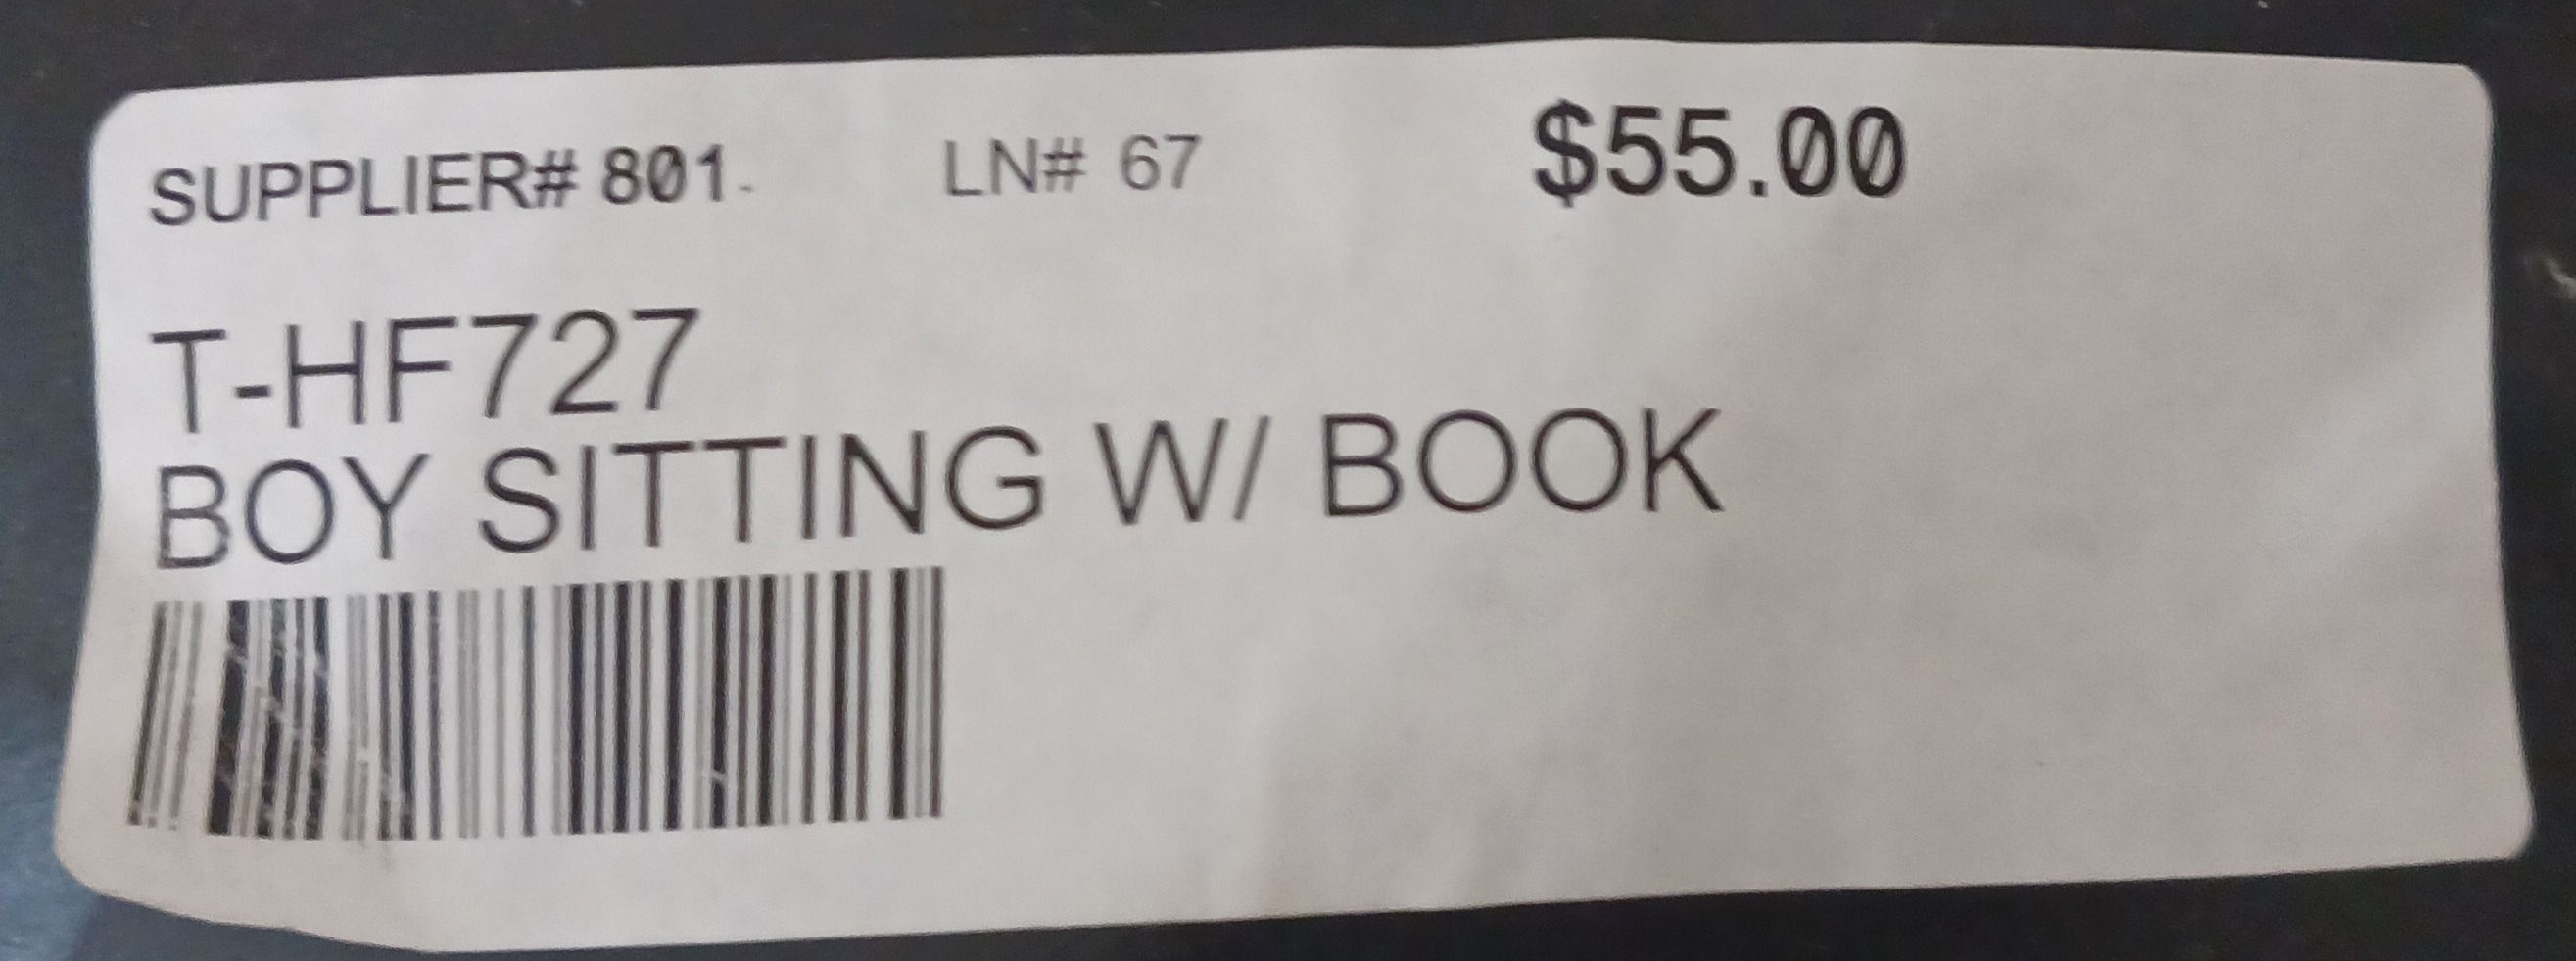 SUPPLIER# 801- LN# 67 $55.00
T-HF727
BOY SITTING W/ BOOK